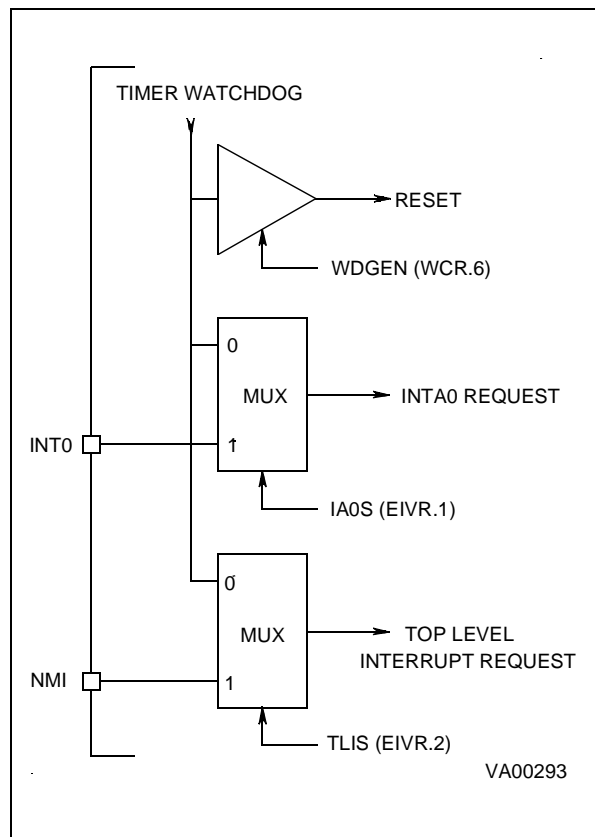 TIMER WATCHDOG
RESET
WDGEN (WCR.6)
0
MUX
INTA0 REQUEST
INT0
1
IA0S (EIVR.1)
0
MUX
TOP LEVEL
INTERRUPT REQUEST
NMI
1
TLIS (EIVR.2)
VA00293